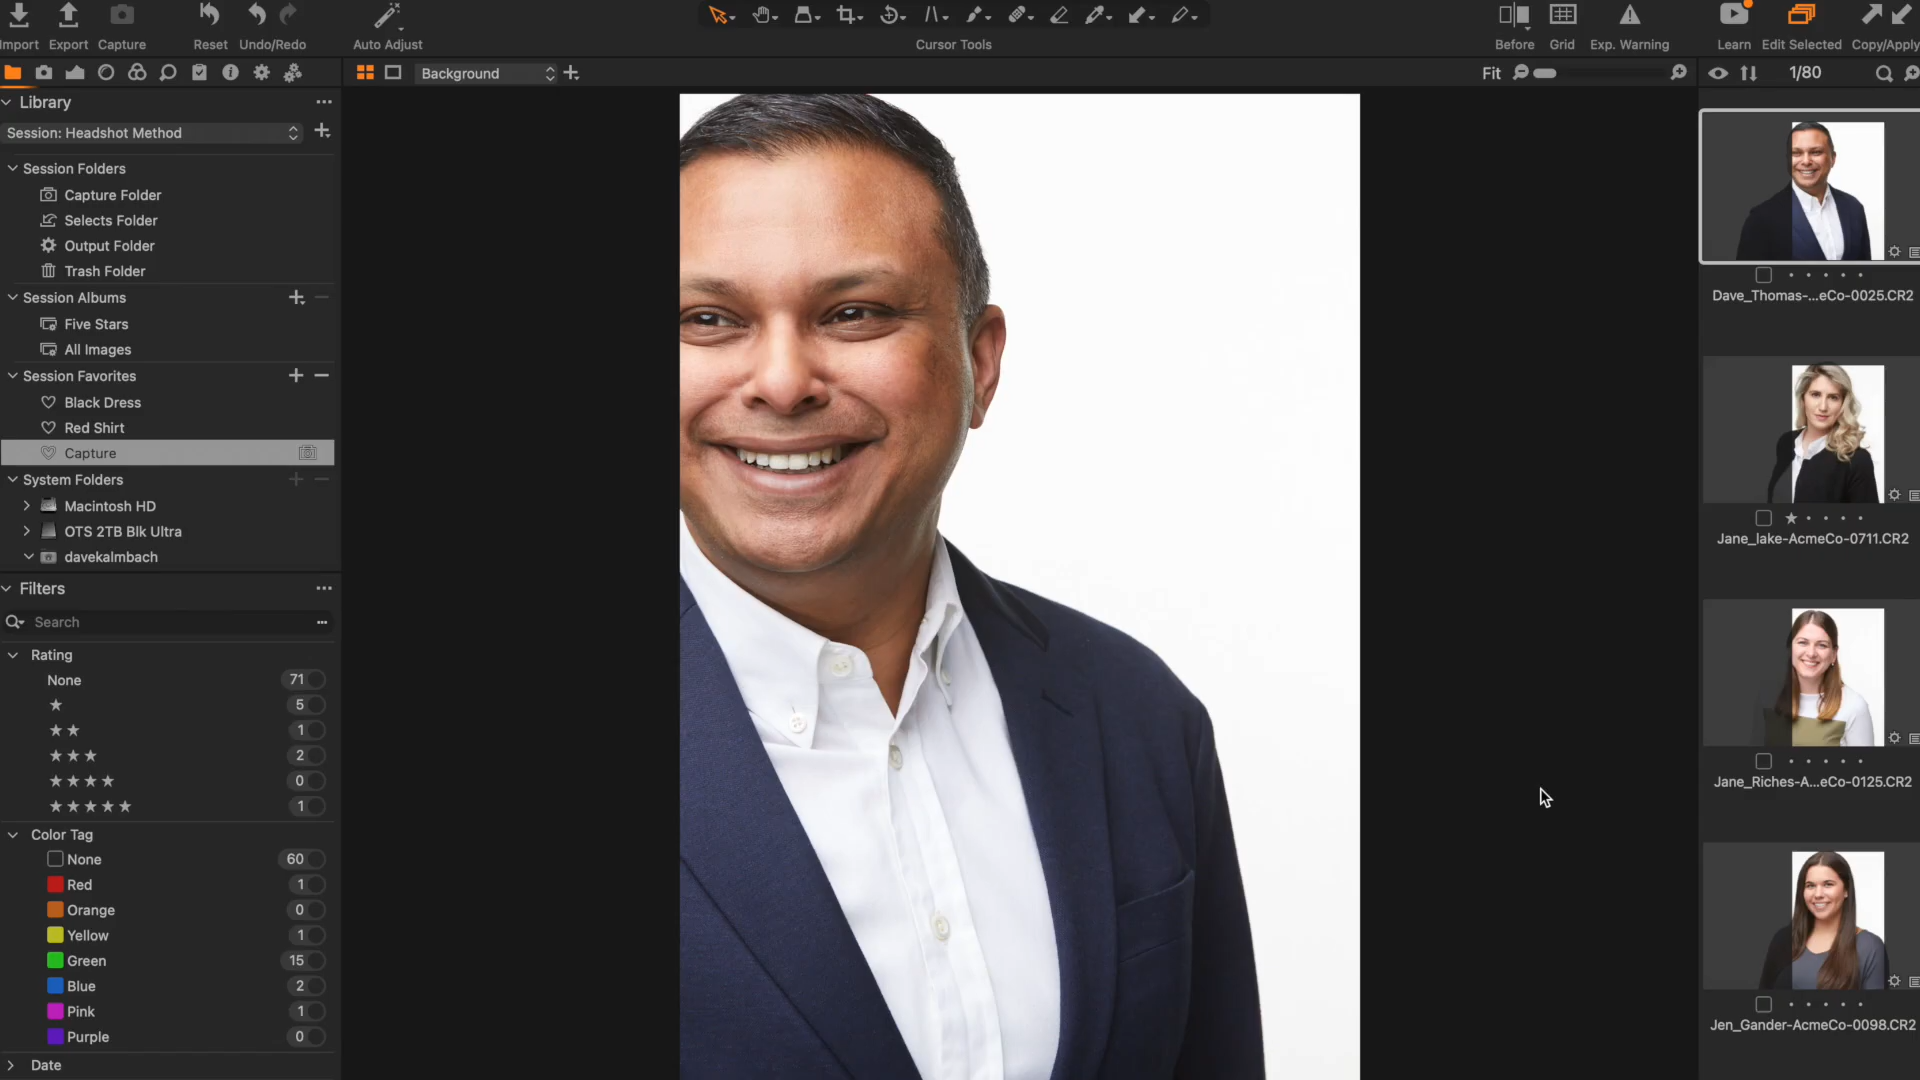 Import Export Capture Reset Undo/Redo Auto Adjust Cursor Tools Before Grid Exp. Warning Learn Edit Selected Copy/Apply
Background Fit 1/80
Library
Session: Headshot Method
Session Folders
Capture Folder
Selects Folder
Output Folder
Trash Folder
Session Albums
Five Stars
All Images
Session Favorites
Black Dress
Red Shirt
Capture
System Folders
Macintosh HD
OTS 2TB Blk Ultra
davekalmbach
Filters
Search
Rating
None 71
5
1
2
0
1
Color Tag
None 60
Red 1
Orange 0
Yellow 1
Green 15
Blue 2
Pink 1
Purple 0
Date
Dave_Thomas-...eCo-0025.CR2
Jane_lake-AcmeCo-0711.CR2
Jane_Riches-A...eCo-0125.CR2
Jen_Gander-AcmeCo-0098.CR2